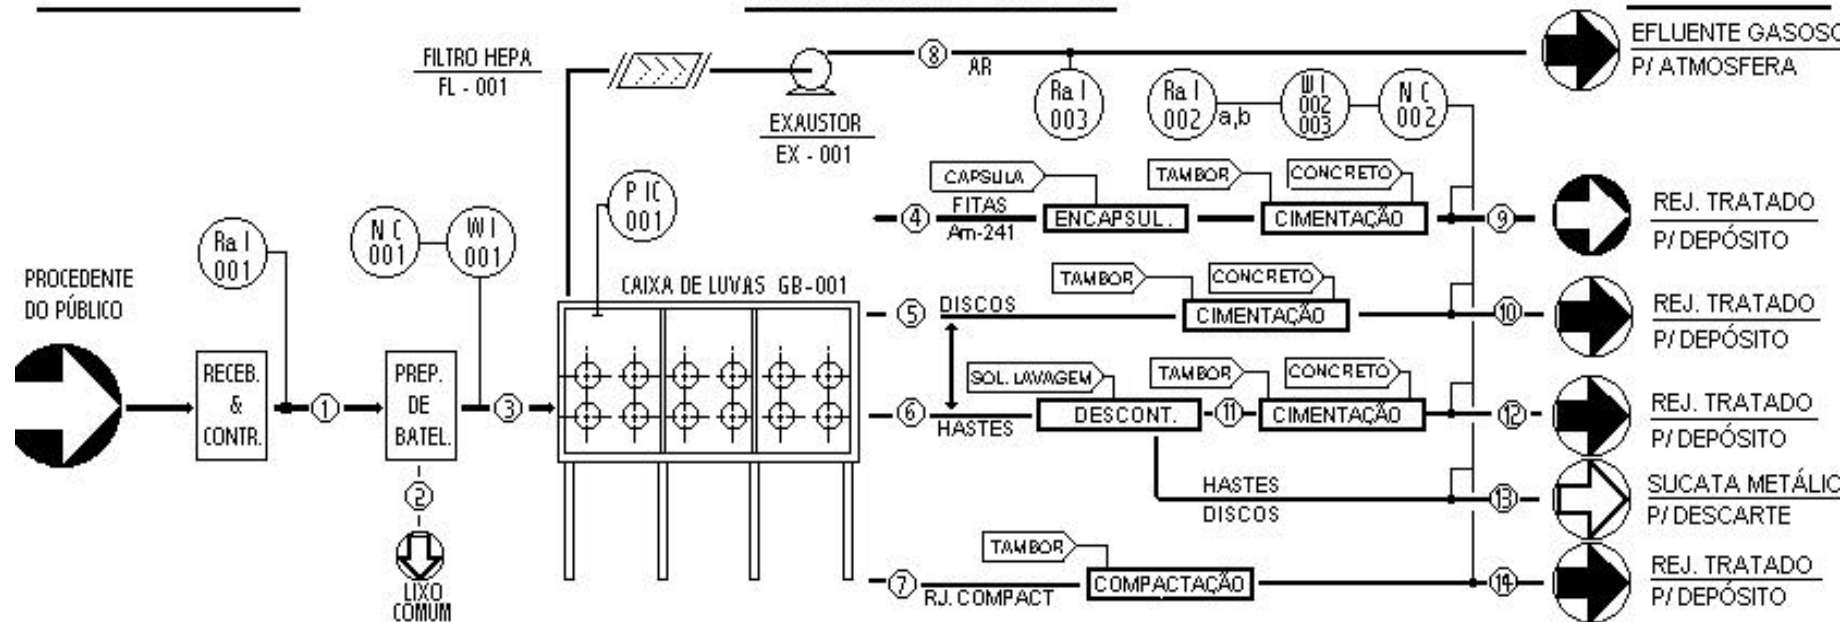 FILTRO HEPA
FL - 001
EXAUSTOR
EX - 001
8
AR
Ra I
003
Ra I
002
a,b
W I
002
003
N C
002
EFLUENTE GASOSO
P/ ATMOSFERA
P IC
001
CAPSULA
TAMBOR
CONCRETO
4
FITAS
Am-241
ENCAPSUL.
CIMENTAÇÃO
9
REJ. TRATADO
P/ DEPÓSITO
Ra I
001
N C
001
W I
001
PROCEDENTE
DO PÚBLICO
CAIXA DE LUVAS GB-001
TAMBOR
CONCRETO
5
DISCOS
CIMENTAÇÃO
10
REJ. TRATADO
P/ DEPÓSITO
RECEB.
&
CONTR.
1
PREP.
DE
BATEL.
3
2
LIXO
COMUM
SOL. LAVAGEM
TAMBOR
CONCRETO
6
HASTES
DESCONT.
11
CIMENTAÇÃO
12
REJ. TRATADO
P/ DEPÓSITO
HASTES
DISCOS
13
SUCATA METÁLIC
P/ DESCARTE
TAMBOR
7
RJ. COMPACT
COMPACTAÇÃO
14
REJ. TRATADO
P/ DEPÓSITO